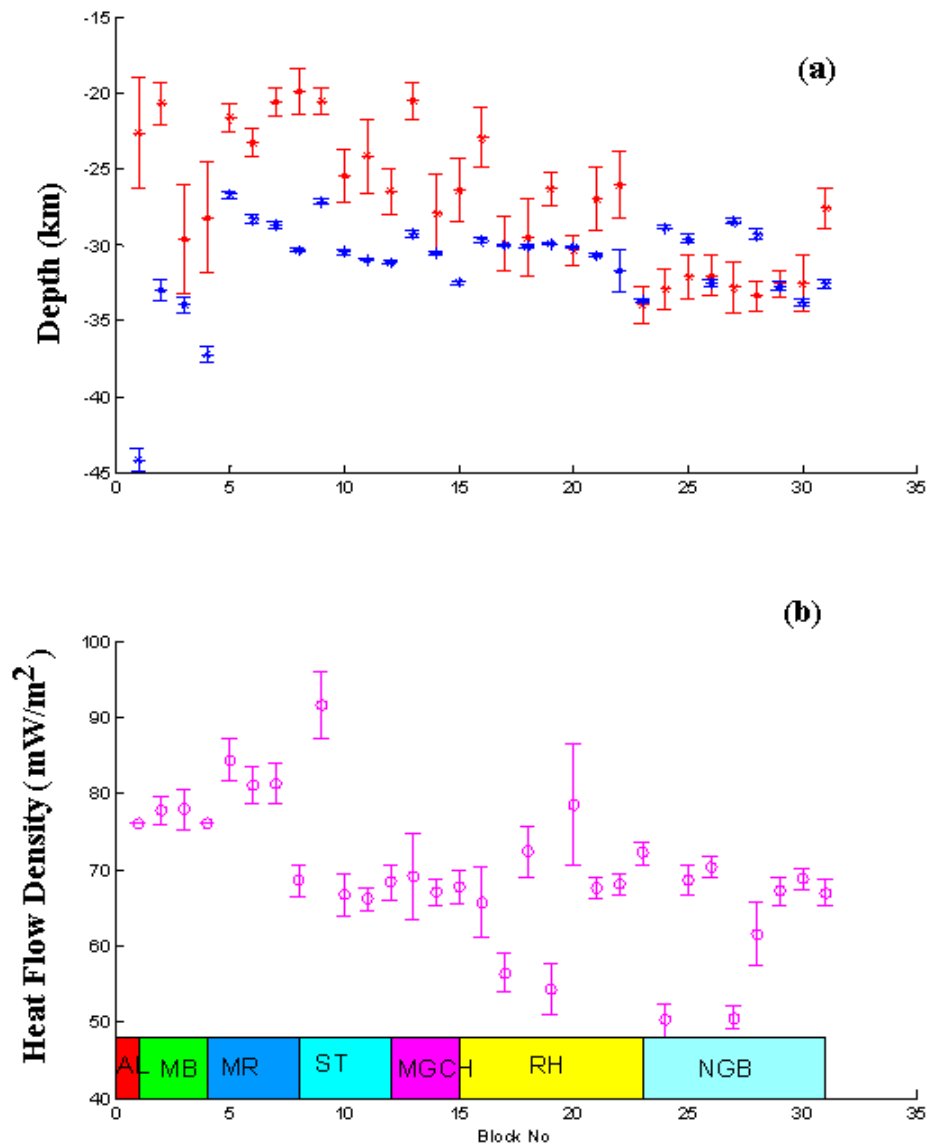 -15
(a)
-20
-25
-30
-35
-40
-45
Depth (km)
0 5 10 15 20 25 30 35
(b)
100
90
80
70
60
50
40
Heat Flow Density ( mW/m²)
AL MB MR ST MGCH RH NGB
0 5 10 15 20 25 30 35
Block No